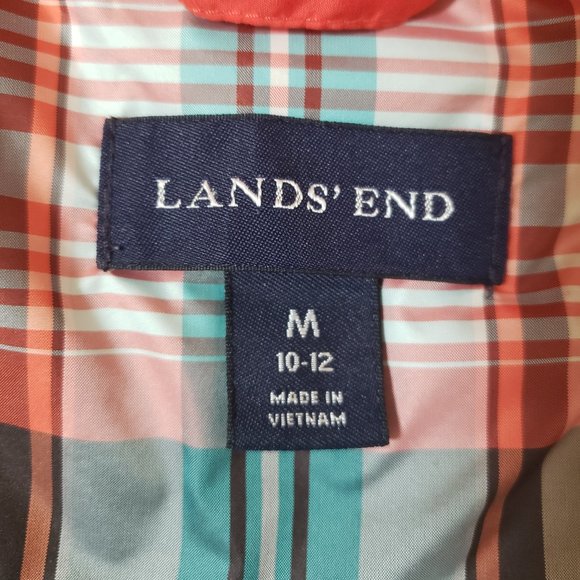 LANDS' END
M
10-12
MADE IN
VIETNAM